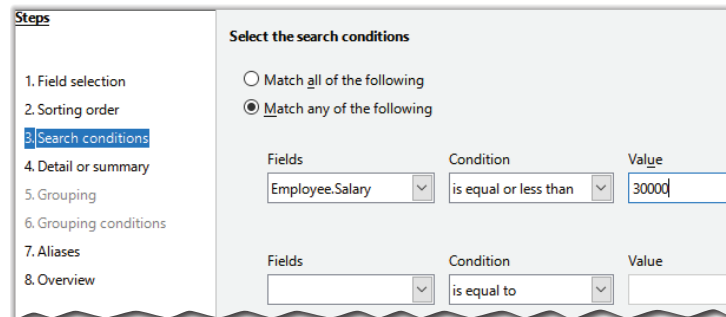 Steps
Select the search conditions
1. Field selection
2. Sorting order
3. Search conditions
4. Detail or summary
5. Grouping
6. Grouping conditions
7. Aliases
8. Overview
Match all of the following
Match any of the following
Fields Condition Value
Employee.Salary is equal or less than 30000
Fields Condition Value
is equal to